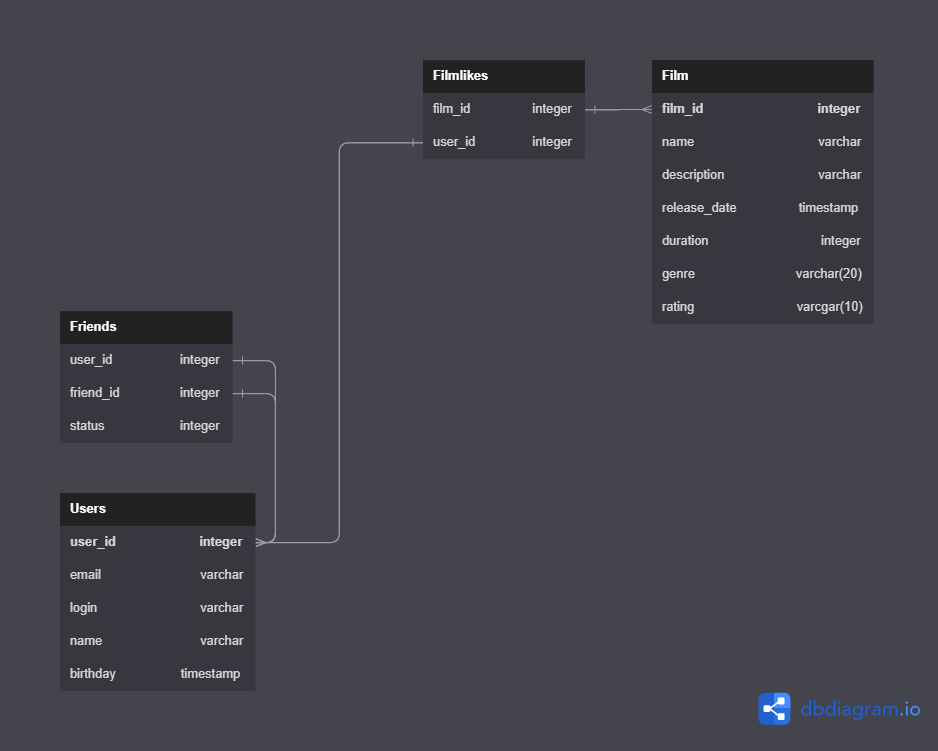 Filmlikes
film_id integer
user_id integer
Film
film_id integer
name varchar
description varchar
release_date timestamp
duration integer
genre varchar(20)
rating varcgar(10)
Friends
user_id integer
friend_id integer
status integer
Users
user_id integer
email varchar
login varchar
name varchar
birthday timestamp
dbdiagram.io